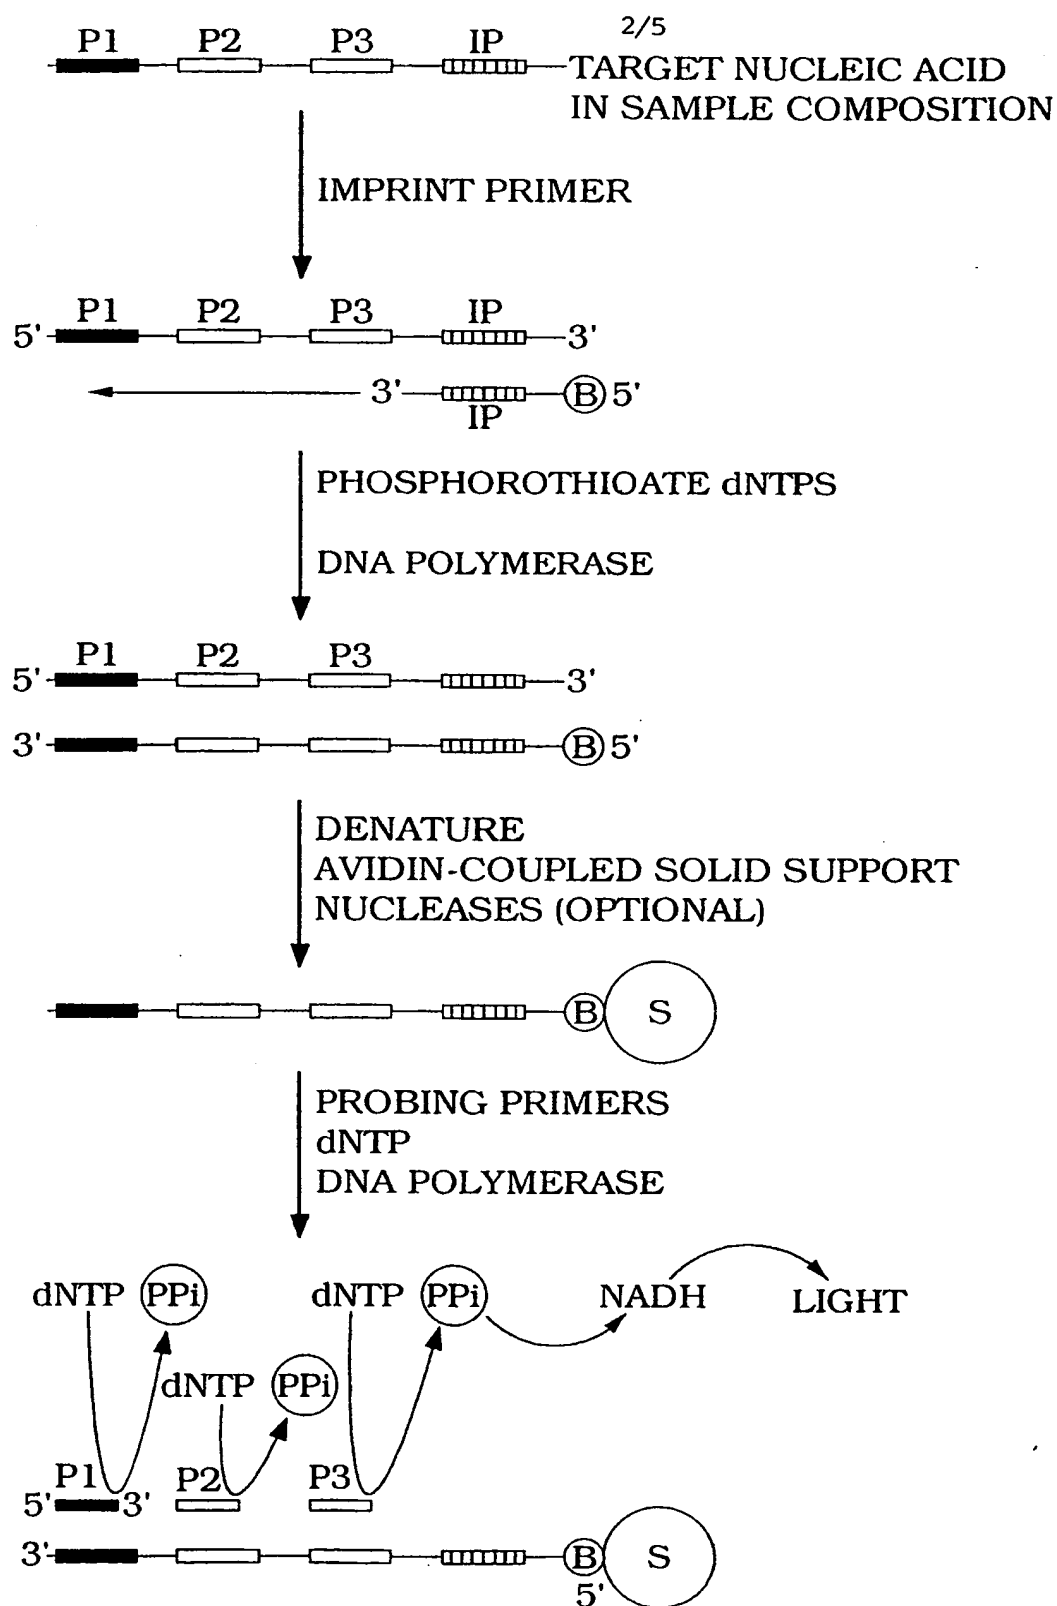 2/5
P1 P2 P3 IP
TARGET NUCLEIC ACID
IN SAMPLE COMPOSITION
IMPRINT PRIMER
P1 P2 P3 IP
5' 3'
3' B 5'
IP
PHOSPHOROTHIOATE dNTPS
DNA POLYMERASE
P1 P2 P3
5' 3'
3' B 5'
DENATURE
AVIDIN-COUPLED SOLID SUPPORT
NUCLEASES (OPTIONAL)
B S
PROBING PRIMERS
dNTP
DNA POLYMERASE
dNTP PPi dNTP PPi NADH LIGHT
dNTP PPi
P1 P2 P3
5' 3'
3' B S
5'